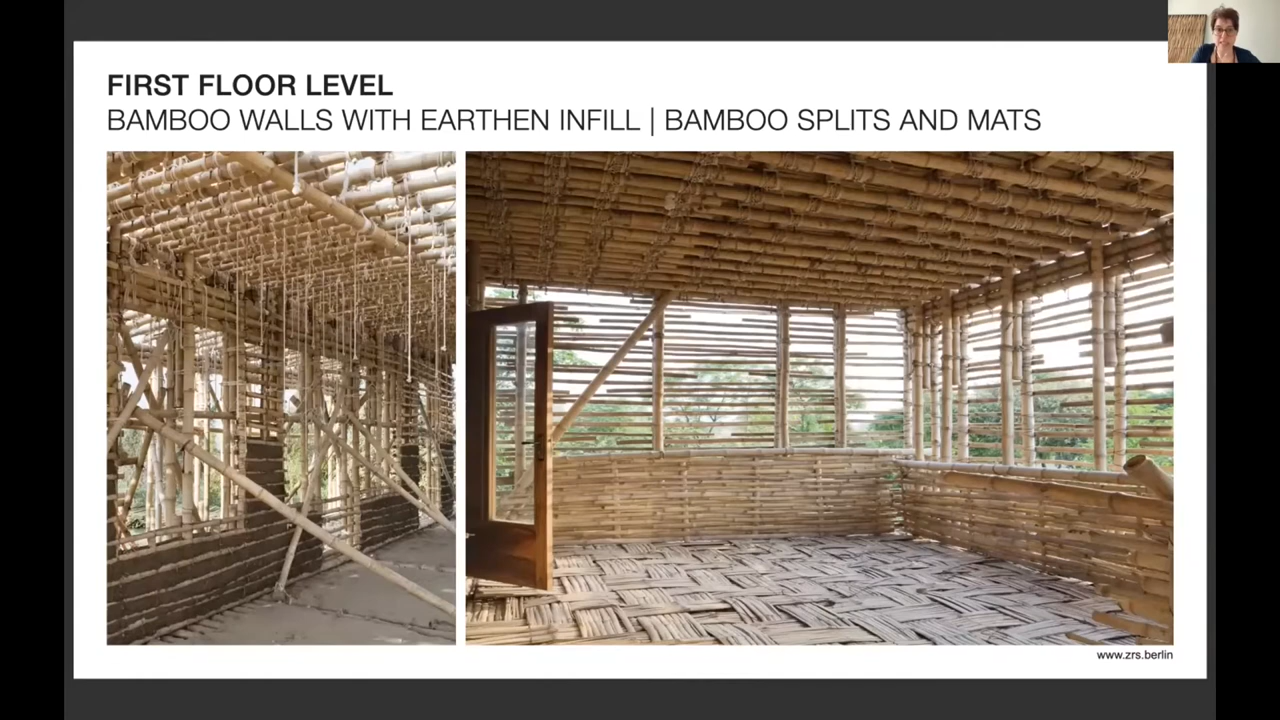 FIRST FLOOR LEVEL
BAMBOO WALLS WITH EARTHEN INFILL | BAMBOO SPLITS AND MATS
www.zrs.berlin